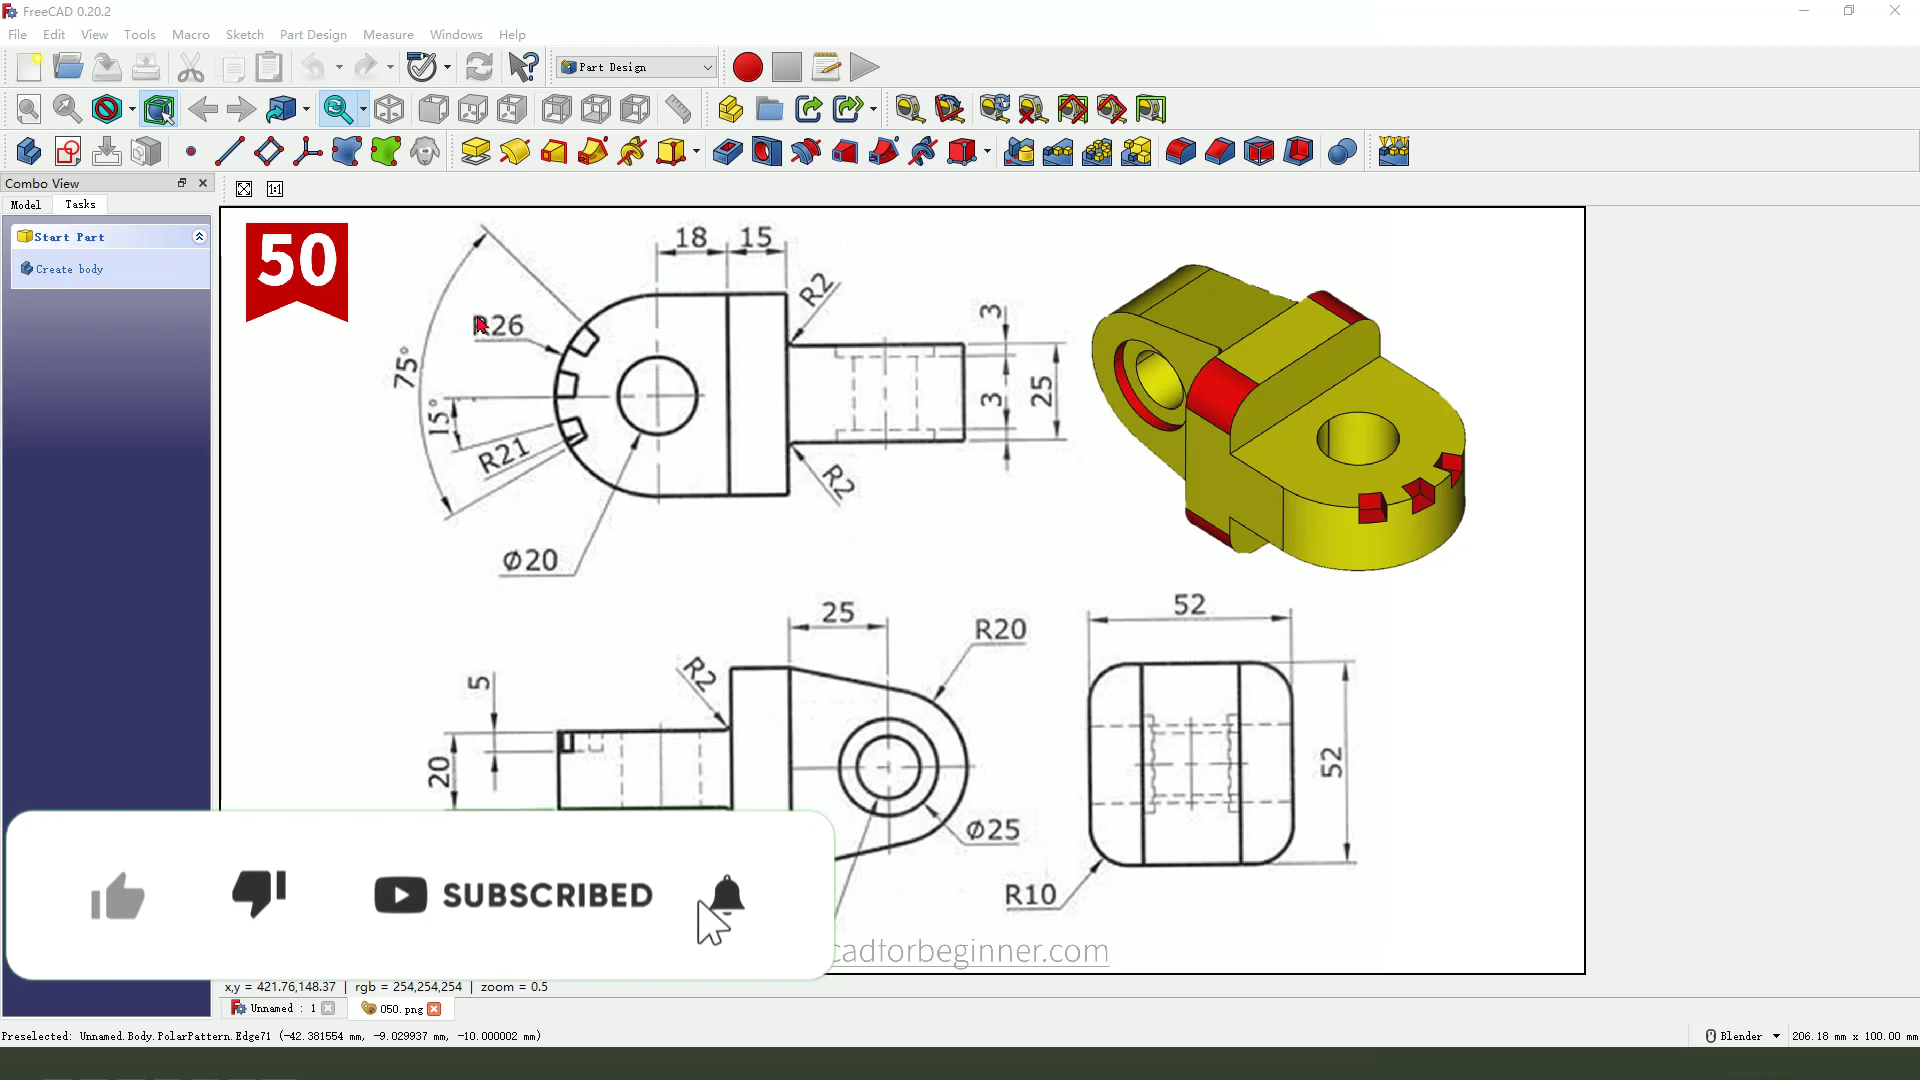 FreeCAD 0.20.2
File Edit View Tools Macro Sketch Part Design Measure Windows Help
Part Design
Combo View
1:1
Model Tasks
Start Part
Create body
50
18 15
R2
R26
3
75°
3
25
15°
R21
R2
Ø20
25
R20
52
R2
5
20
52
Ø25
R10
SUBSCRIBED
cadforbeginner.com
x,y = 421.76,148.37 | rgb = 254,254,254 | zoom = 0.5
Unnamed : 1 050.png
Preselected: Unnamed.Body.PolarPattern.Edge71 (-42.381554 mm, -9.029937 mm, -10.000002 mm)
Blender 206.18 mm x 100.00 mm